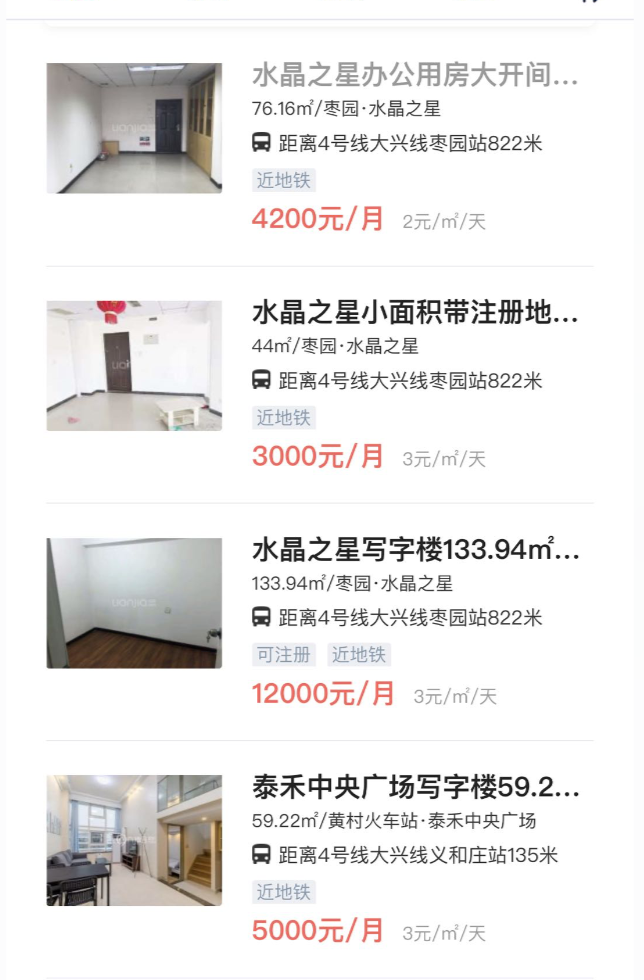 水晶之星办公用房大开间...
76.16㎡/枣园·水晶之星
距离4号线大兴线枣园站822米
近地铁
4200元/月 2元/㎡/天
水晶之星小面积带注册地...
44㎡/枣园·水晶之星
距离4号线大兴线枣园站822米
近地铁
3000元/月 3元/㎡/天
水晶之星写字楼133.94㎡...
133.94㎡/枣园·水晶之星
距离4号线大兴线枣园站822米
可注册 近地铁
12000元/月 3元/㎡/天
泰禾中央广场写字楼59.2...
59.22㎡/黄村火车站·泰禾中央广场
距离4号线大兴线义和庄站135米
近地铁
5000元/月 3元/㎡/天